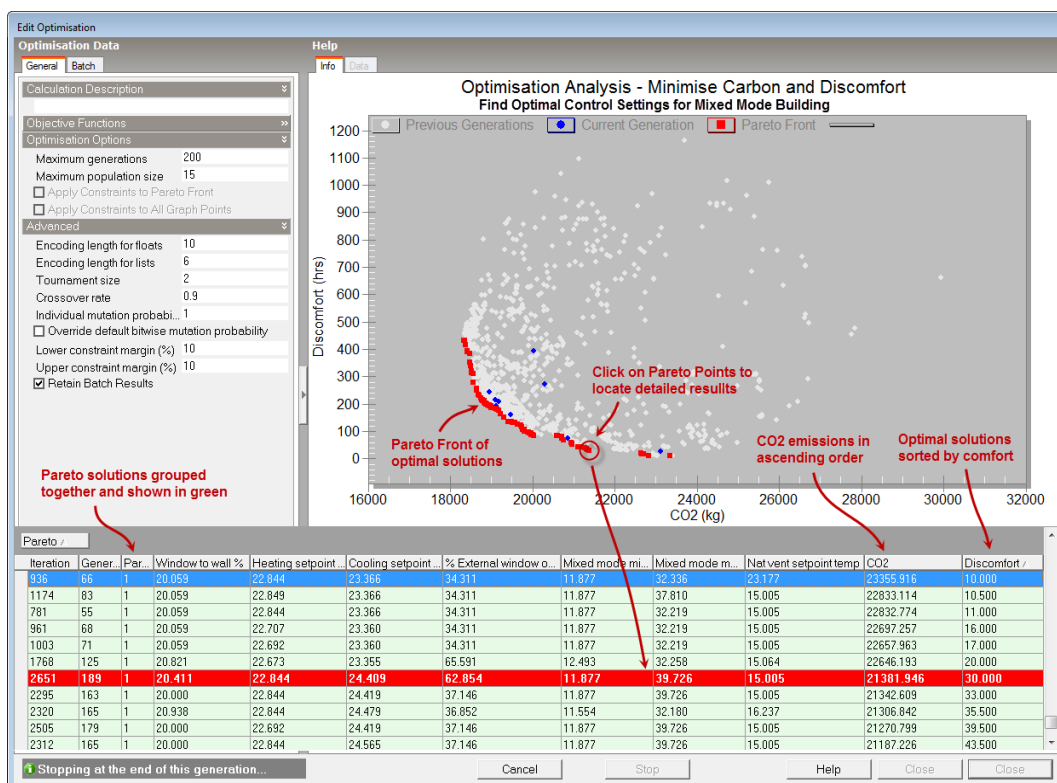 Edit Optimisation
Optimisation Data
Help
General
Batch
Info
Data
Calculation Description
Objective Functions
Optimisation Options
Maximum generations 200
Maximum population size 15
Apply Constraints to Pareto Front
Apply Constraints to All Graph Points
Advanced
Encoding length for floats 10
Encoding length for lists 6
Tournament size 2
Crossover rate 0.9
Individual mutation probabi... 1
Override default bitwise mutation probability
Lower constraint margin (%) 10
Upper constraint margin (%) 10
Retain Batch Results
Optimisation Analysis - Minimise Carbon and Discomfort
Find Optimal Control Settings for Mixed Mode Building
Previous Generations Current Generation Pareto Front
Discomfort (hrs)
1200
1100
1000
900
800
700
600
500
400
300
200
100
0
16000 18000 20000 22000 24000 26000 28000 30000 32000
CO2 (kg)
Click on Pareto Points to
locate detailed results
Pareto Front of
optimal solutions
CO2 emissions in
ascending order
Optimal solutions
sorted by comfort
Pareto solutions grouped
together and shown in green
Pareto
Iteration Gener... Par... Window to wall % Heating setpoint ... Cooling setpoint ... % External window o... Mixed mode mi... Mixed mode m... Nat vent setpoint temp CO2 Discomfort
936 66 1 20.059 22.844 23.366 34.311 11.877 32.336 23.177 23355.916 10.000
1174 83 1 20.059 22.849 23.366 34.311 11.877 37.810 15.005 22833.114 10.500
781 55 1 20.059 22.844 23.366 34.311 11.877 32.219 15.005 22832.774 11.000
961 68 1 20.059 22.707 23.360 34.311 11.877 32.219 15.005 22697.257 16.000
1003 71 1 20.059 22.692 23.360 34.311 11.877 32.219 15.005 22657.963 17.000
1768 125 1 20.821 22.673 23.355 65.591 12.493 32.258 15.064 22646.193 20.000
2651 189 1 20.411 22.844 24.409 62.854 11.877 39.726 15.005 21381.946 30.000
2295 163 1 20.000 22.844 24.419 37.146 11.877 39.726 15.005 21342.609 33.000
2320 165 1 20.938 22.844 24.479 36.852 11.554 32.180 16.237 21306.842 35.500
2505 179 1 20.000 22.692 24.419 37.146 11.877 39.726 15.005 21270.799 39.500
2312 165 1 20.000 22.844 24.565 37.146 11.877 39.726 15.005 21187.226 43.500
Stopping at the end of this generation...
Cancel
Stop
Help
Close
Close